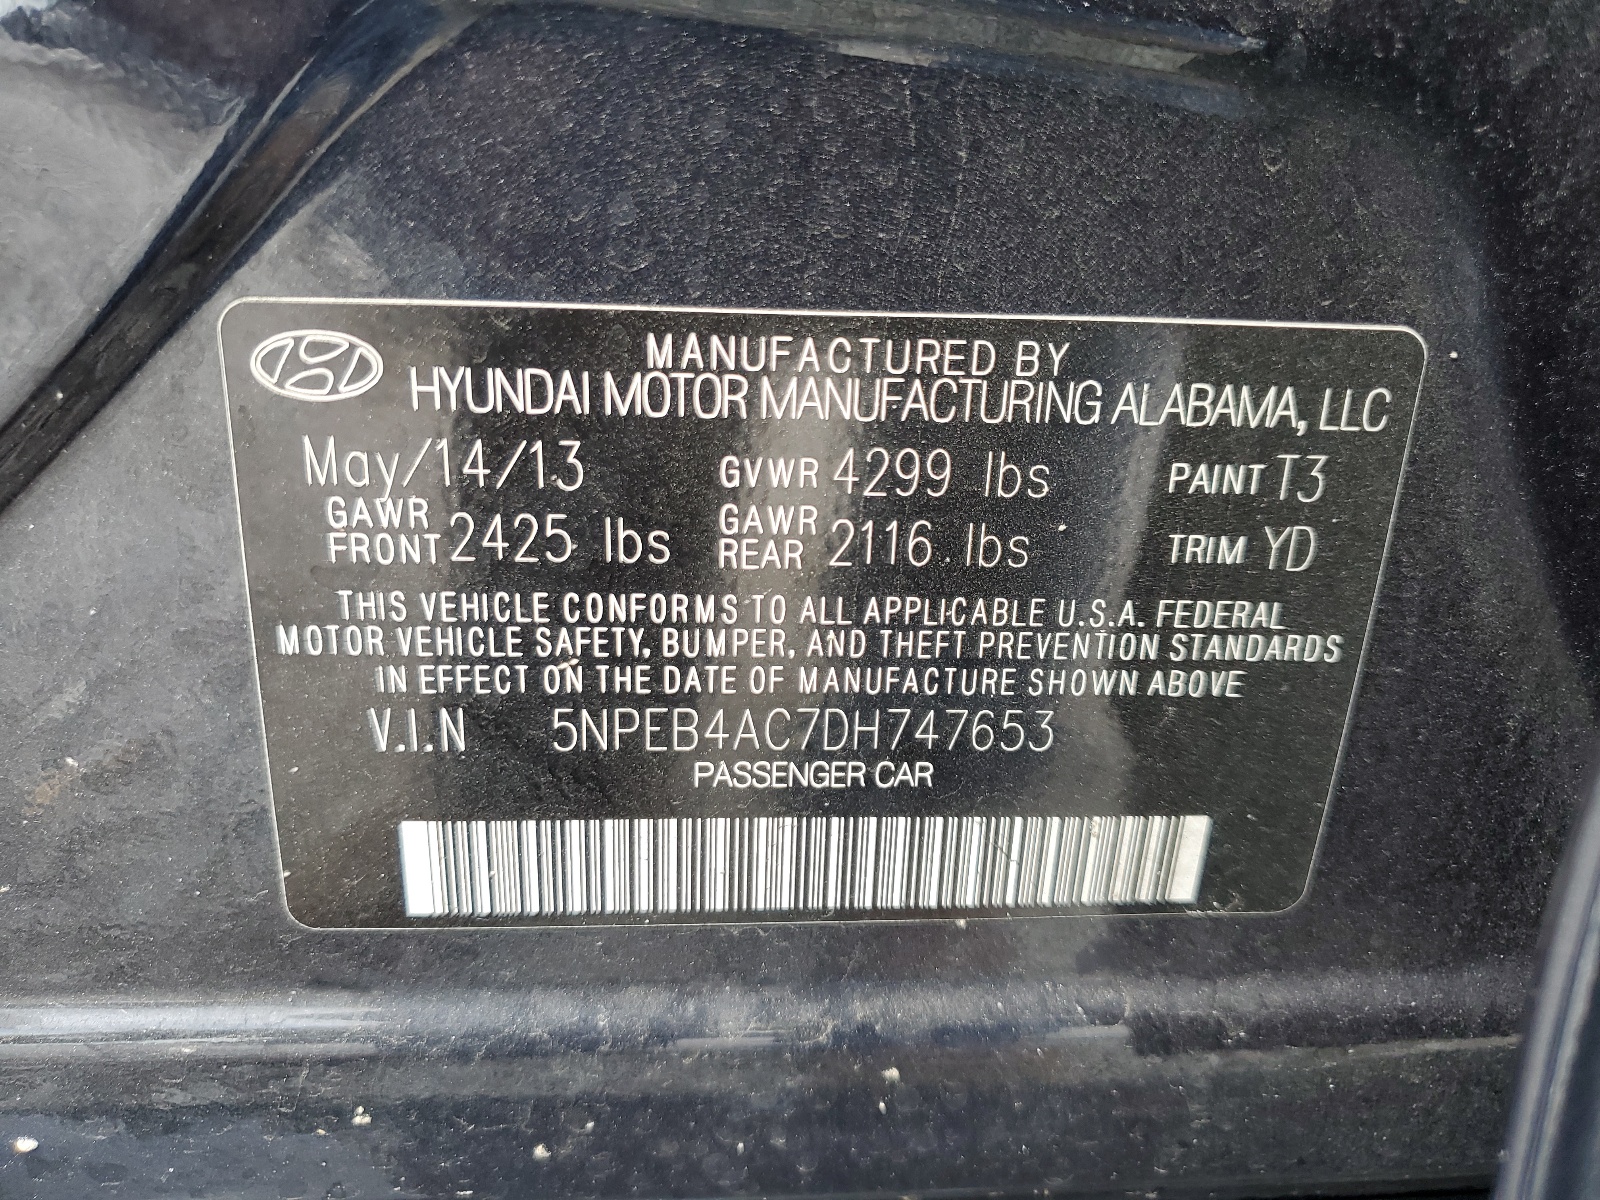 MANUFACTURED BY
HYUNDAI MOTOR MANUFACTURING ALABAMA, LLC
May/14/13 GVWR 4299 lbs PAINT T3
GAWR FRONT 2425 lbs GAWR REAR 2116 lbs TRIM YD
THIS VEHICLE CONFORMS TO ALL APPLICABLE U.S.A. FEDERAL
MOTOR VEHICLE SAFETY, BUMPER, AND THEFT PREVENTION STANDARDS
IN EFFECT ON THE DATE OF MANUFACTURE SHOWN ABOVE
V.I.N 5NPEB4AC7DH747653
PASSENGER CAR